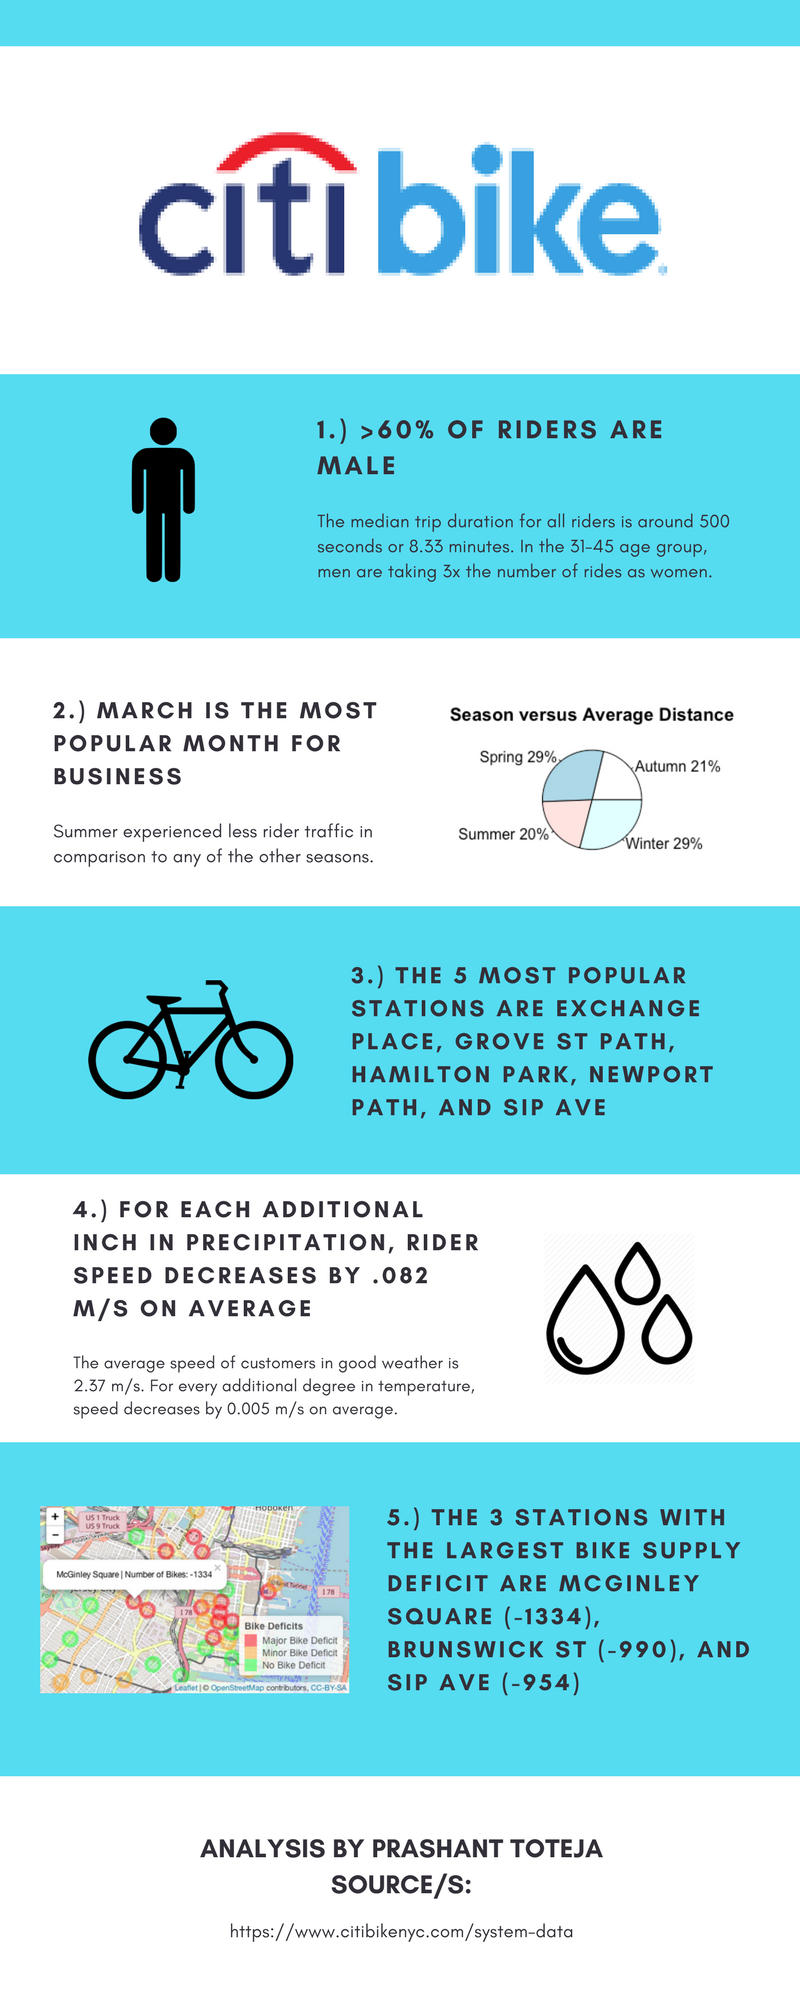 citi bike
1.) >60% OF RIDERS ARE
MALE
The median trip duration for all riders is around 500
seconds or 8.33 minutes. In the 31-45 age group,
men are taking 3x the number of rides as women.
2.) MARCH IS THE MOST
POPULAR MONTH FOR
BUSINESS
Summer experienced less rider traffic in
comparison to any of the other seasons.
Season versus Average Distance
Spring 29%
Autumn 21%
Summer 20%
Winter 29%
3.) THE 5 MOST POPULAR
STATIONS ARE EXCHANGE
PLACE, GROVE ST PATH,
HAMILTON PARK, NEWPORT
PATH, AND SIP AVE
4.) FOR EACH ADDITIONAL
INCH IN PRECIPITATION, RIDER
SPEED DECREASES BY .082
M/S ON AVERAGE
The average speed of customers in good weather is
2.37 m/s. For every additional degree in temperature,
speed decreases by 0.005 m/s on average.
+
−
US 1 Truck
US 9 Truck
Hoboken
McGinley Square | Number of Bikes: -1334 ×
I 78
I 78
Bike Deficits
Major Bike Deficit
Minor Bike Deficit
No Bike Deficit
Leaflet | © OpenStreetMap contributors, CC-BY-SA
5.) THE 3 STATIONS WITH
THE LARGEST BIKE SUPPLY
DEFICIT ARE MCGINLEY
SQUARE (-1334),
BRUNSWICK ST (-990), AND
SIP AVE (-954)
ANALYSIS BY PRASHANT TOTEJA
SOURCE/S:
https://www.citibikenyc.com/system-data